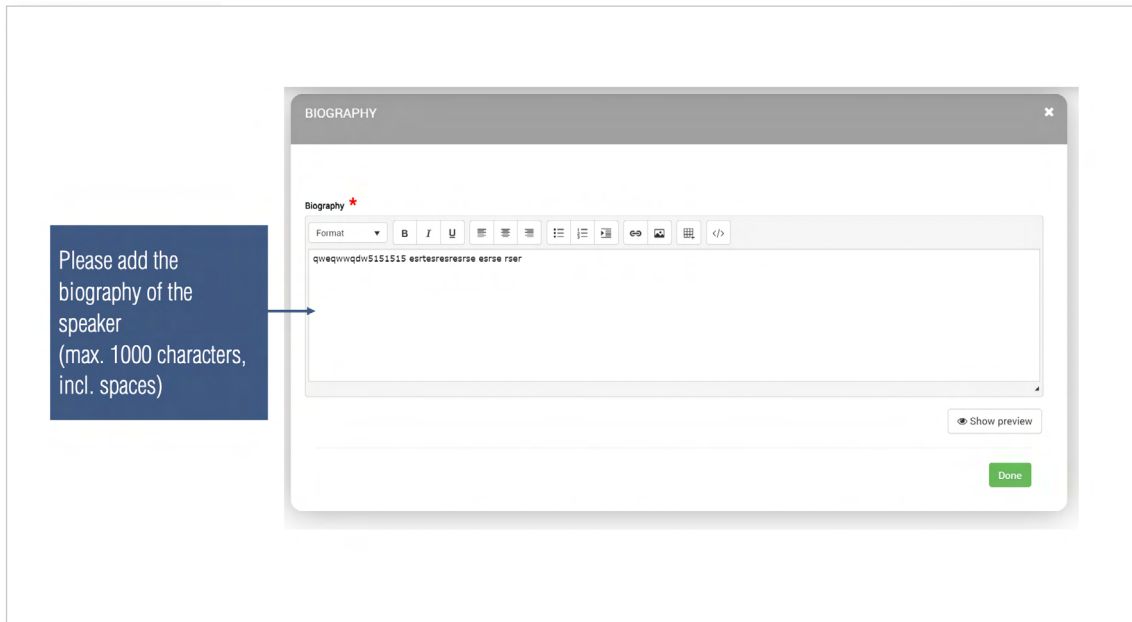 BIOGRAPHY
Biography *
Format B I U
qweqwwqdw5151515 esrtesresresrse esrse rser
Please add the
biography of the
speaker
(max. 1000 characters,
incl. spaces)
Show preview
Done